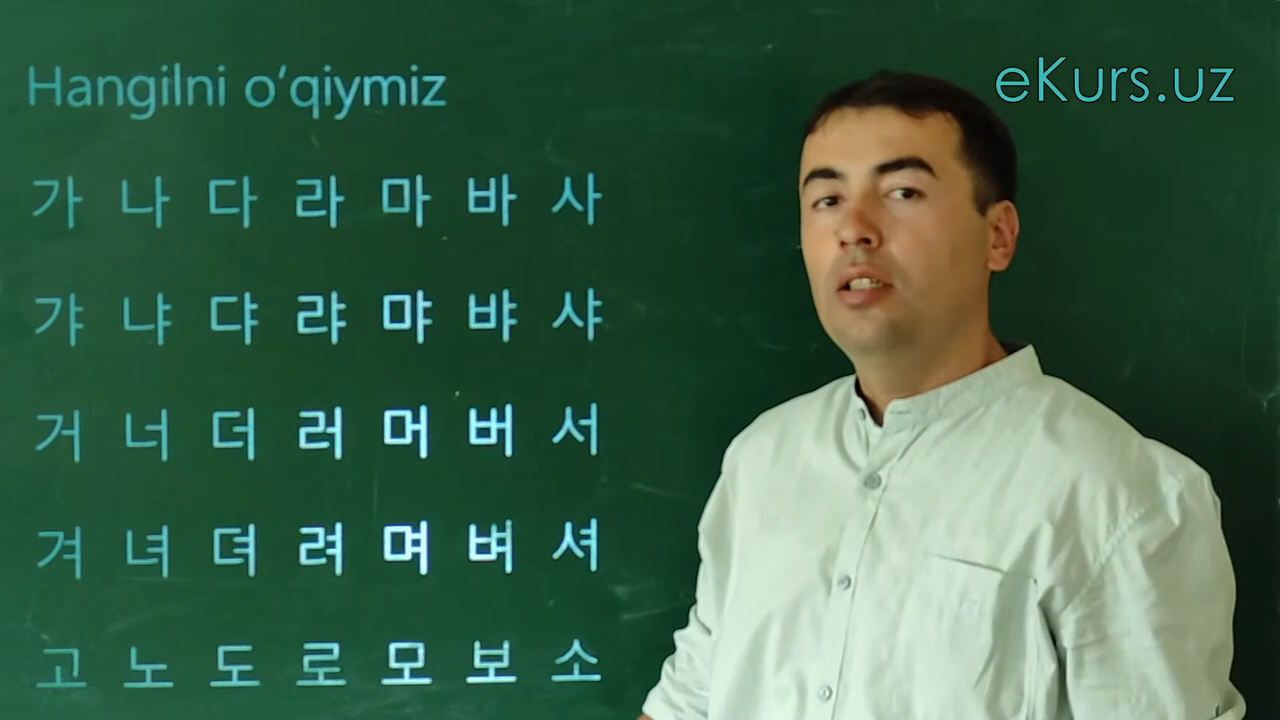 Hangilni o‘qiymiz
eKurs.uz
가 나 다 라 마 바 사
갸 냐 댜 랴 먀 뱌 샤
거 너 더 러 머 버 서
겨 녀 뎌 려 며 벼 셔
고 노 도 로 모 보 소